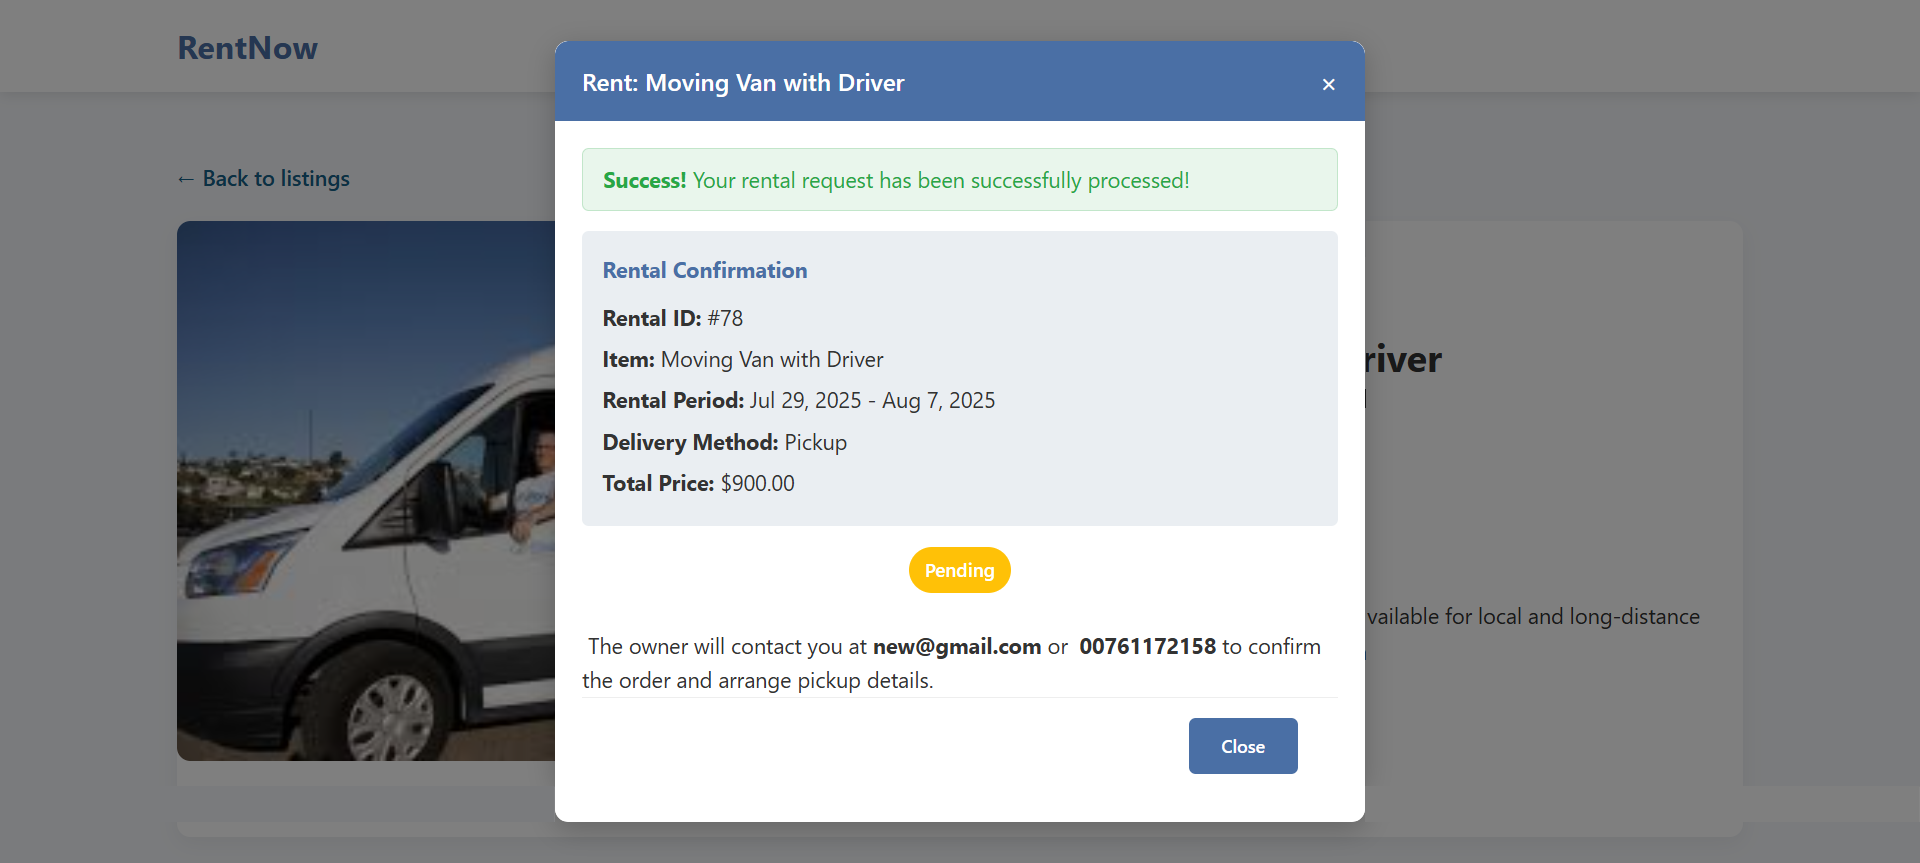 RentNow
Rent: Moving Van with Driver ×
← Back to listings
Success! Your rental request has been successfully processed!
Rental Confirmation
Rental ID: #78
Item: Moving Van with Driver
Rental Period: Jul 29, 2025 - Aug 7, 2025
Delivery Method: Pickup
Total Price: $900.00
Pending
The owner will contact you at new@gmail.com or 00761172158 to confirm
the order and arrange pickup details.
Close
river
vailable for local and long-distance